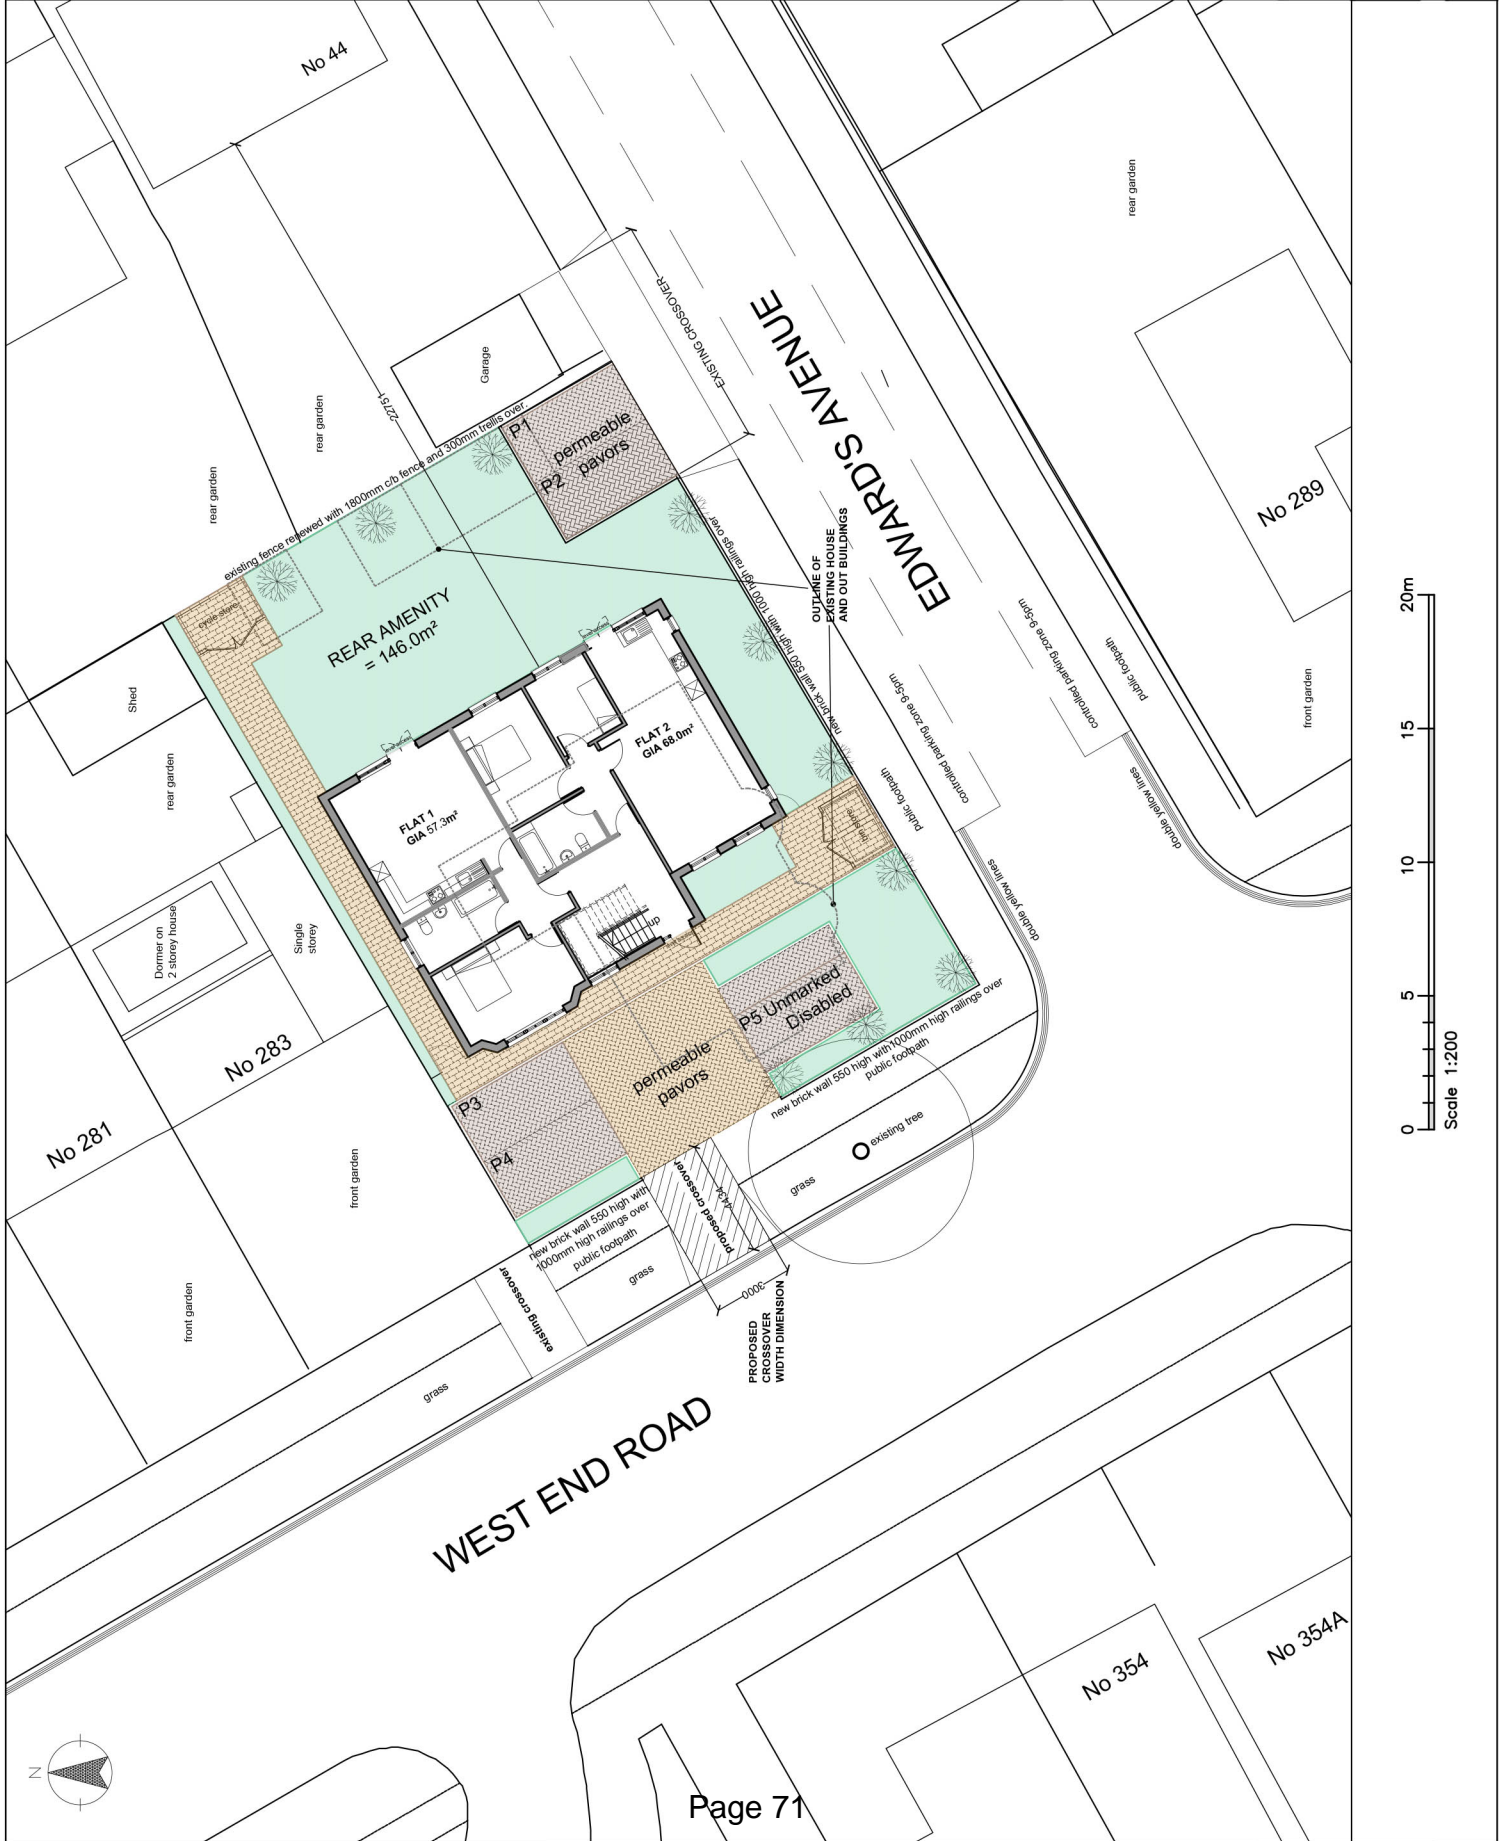 No 44
rear garden
Garage
EXISTING CROSSOVER
22751
rear garden
rear garden
existing fence renewed with 1800mm c/b fence and 300mm trellis over.
P1
P2
permeable
pavors
EDWARD'S AVENUE
No 289
OUTLINE OF
EXISTING HOUSE
AND OUT BUILDINGS
cycle store
REAR AMENITY
= 146.0m²
new brick wall 550 high with 1000 high railings over
controlled parking zone 9-5pm
public footpath
controlled parking zone 9-5pm
public footpath
front garden
Shed
rear garden
FLAT 2
GIA 68.0m²
FLAT 1
GIA 57.3m²
bin store
double yellow lines
double yellow lines
Dormer on
2 storey house
Single
storey
up
No 283
No 281
P5 Unmarked
Disabled
permeable
pavors
P3
P4
new brick wall 550 high with1000mm high railings over
public footpath
existing tree
grass
front garden
front garden
proposed crossover
4434
new brick wall 550 high with
1000mm high railings over
public footpath
grass
existing crossover
3000
PROPOSED
CROSSOVER
WIDTH DIMENSION
grass
WEST END ROAD
No 354
No 354A
N
0 5 10 15 20m
Scale 1:200
Page 71